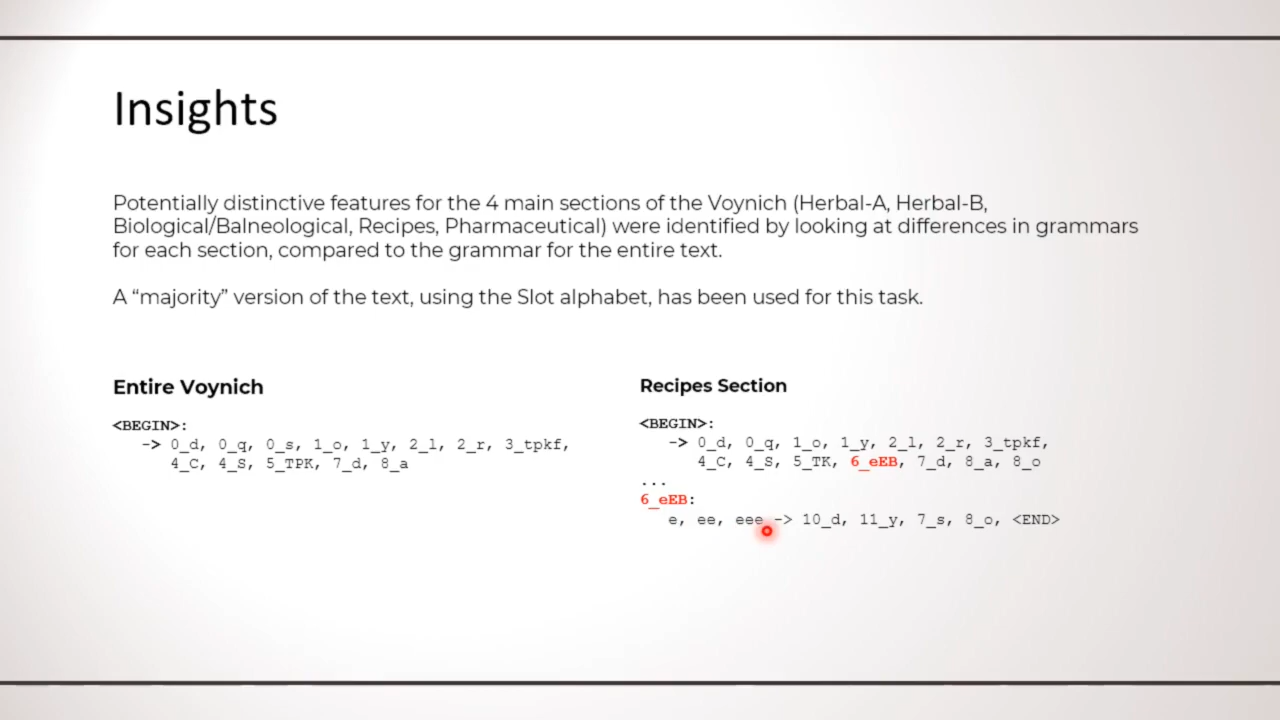 Insights
Potentially distinctive features for the 4 main sections of the Voynich (Herbal-A, Herbal-B,
Biological/Balneological, Recipes, Pharmaceutical) were identified by looking at differences in grammars
for each section, compared to the grammar for the entire text.
A “majority” version of the text, using the Slot alphabet, has been used for this task.
Entire Voynich
<BEGIN>:
-> 0_d, 0_q, 0_s, 1_o, 1_y, 2_l, 2_r, 3_tpkf,
4_C, 4_S, 5_TPK, 7_d, 8_a
Recipes Section
<BEGIN>:
-> 0_d, 0_q, 1_o, 1_y, 2_l, 2_r, 3_tpkf,
4_C, 4_S, 5_TK, 6_eEB, 7_d, 8_a, 8_o
...
6_eEB:
e, ee, eee -> 10_d, 11_y, 7_s, 8_o, <END>